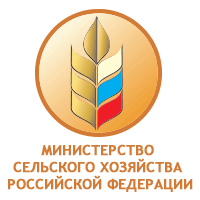 МИНИСТЕРСТВО
СЕЛЬСКОГО ХОЗЯЙСТВА
РОССИЙСКОЙ ФЕДЕРАЦИИ